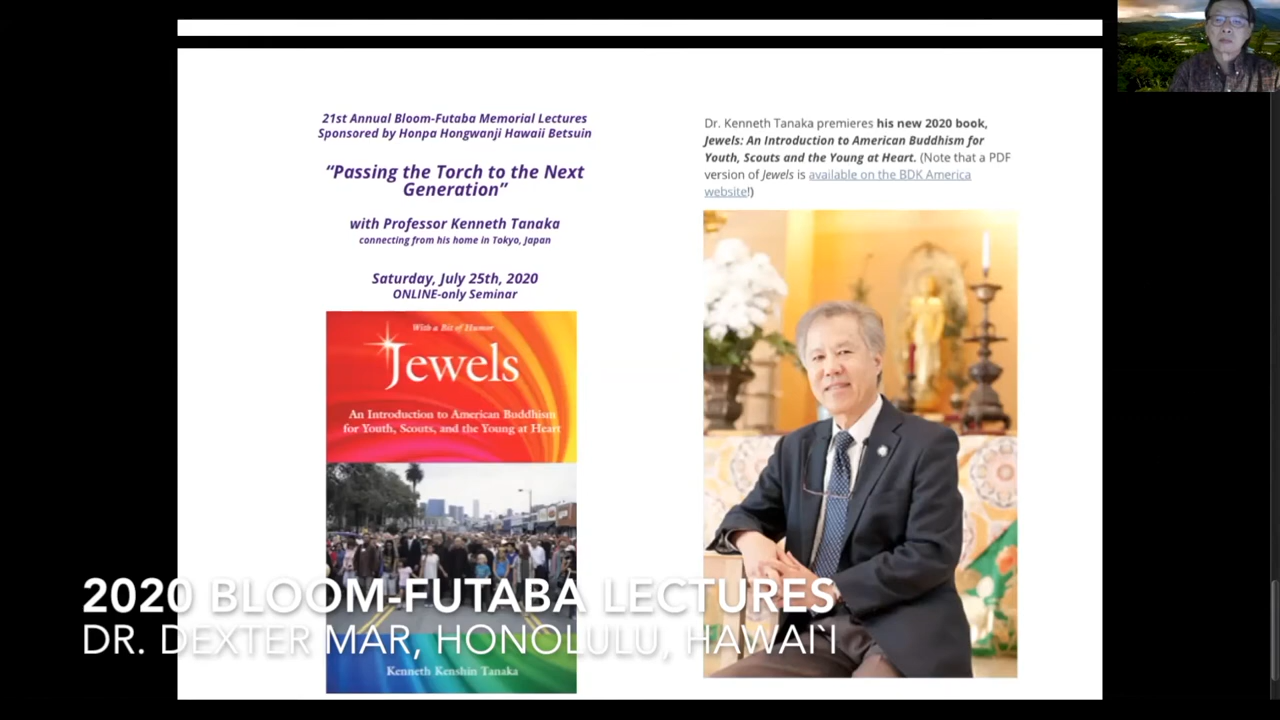 21st Annual Bloom-Futaba Memorial Lectures
Sponsored by Honpa Hongwanji Hawaii Betsuin
“Passing the Torch to the Next
Generation”
with Professor Kenneth Tanaka
connecting from his home in Tokyo, Japan
Saturday, July 25th, 2020
ONLINE-only Seminar
With a Bit of Humor
Jewels
An Introduction to American Buddhism
for Youth, Scouts, and the Young at Heart
Kenneth Kenshin Tanaka
Dr. Kenneth Tanaka premieres his new 2020 book,
Jewels: An Introduction to American Buddhism for
Youth, Scouts and the Young at Heart. (Note that a PDF
version of Jewels is available on the BDK America
website!)
2020 BLOOM-FUTABA LECTURES
DR. DEXTER MAR, HONOLULU, HAWAI`I